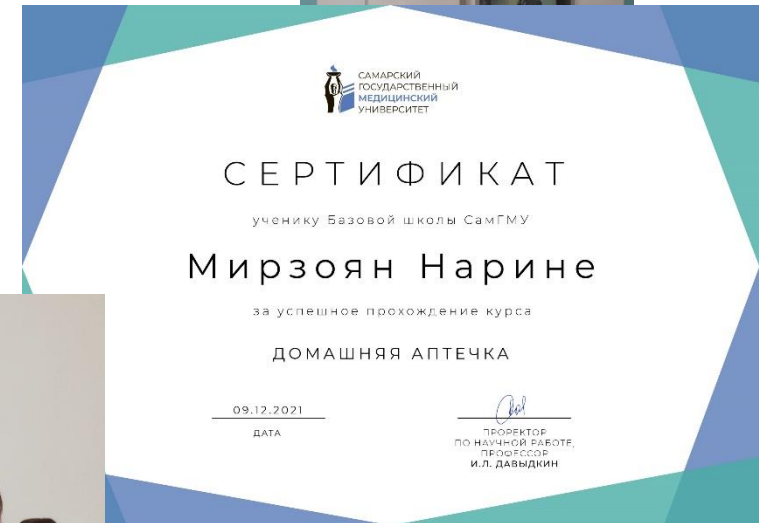 САМАРСКИЙ
ГОСУДАРСТВЕННЫЙ
МЕДИЦИНСКИЙ
УНИВЕРСИТЕТ
СЕРТИФИКАТ
ученику Базовой школы СамГМУ
Мирзоян Нарине
за успешное прохождение курса
ДОМАШНЯЯ АПТЕЧКА
09.12.2021
ДАТА
ПРОРЕКТОР
ПО НАУЧНОЙ РАБОТЕ,
ПРОФЕССОР
И.Л. ДАВЫДКИН